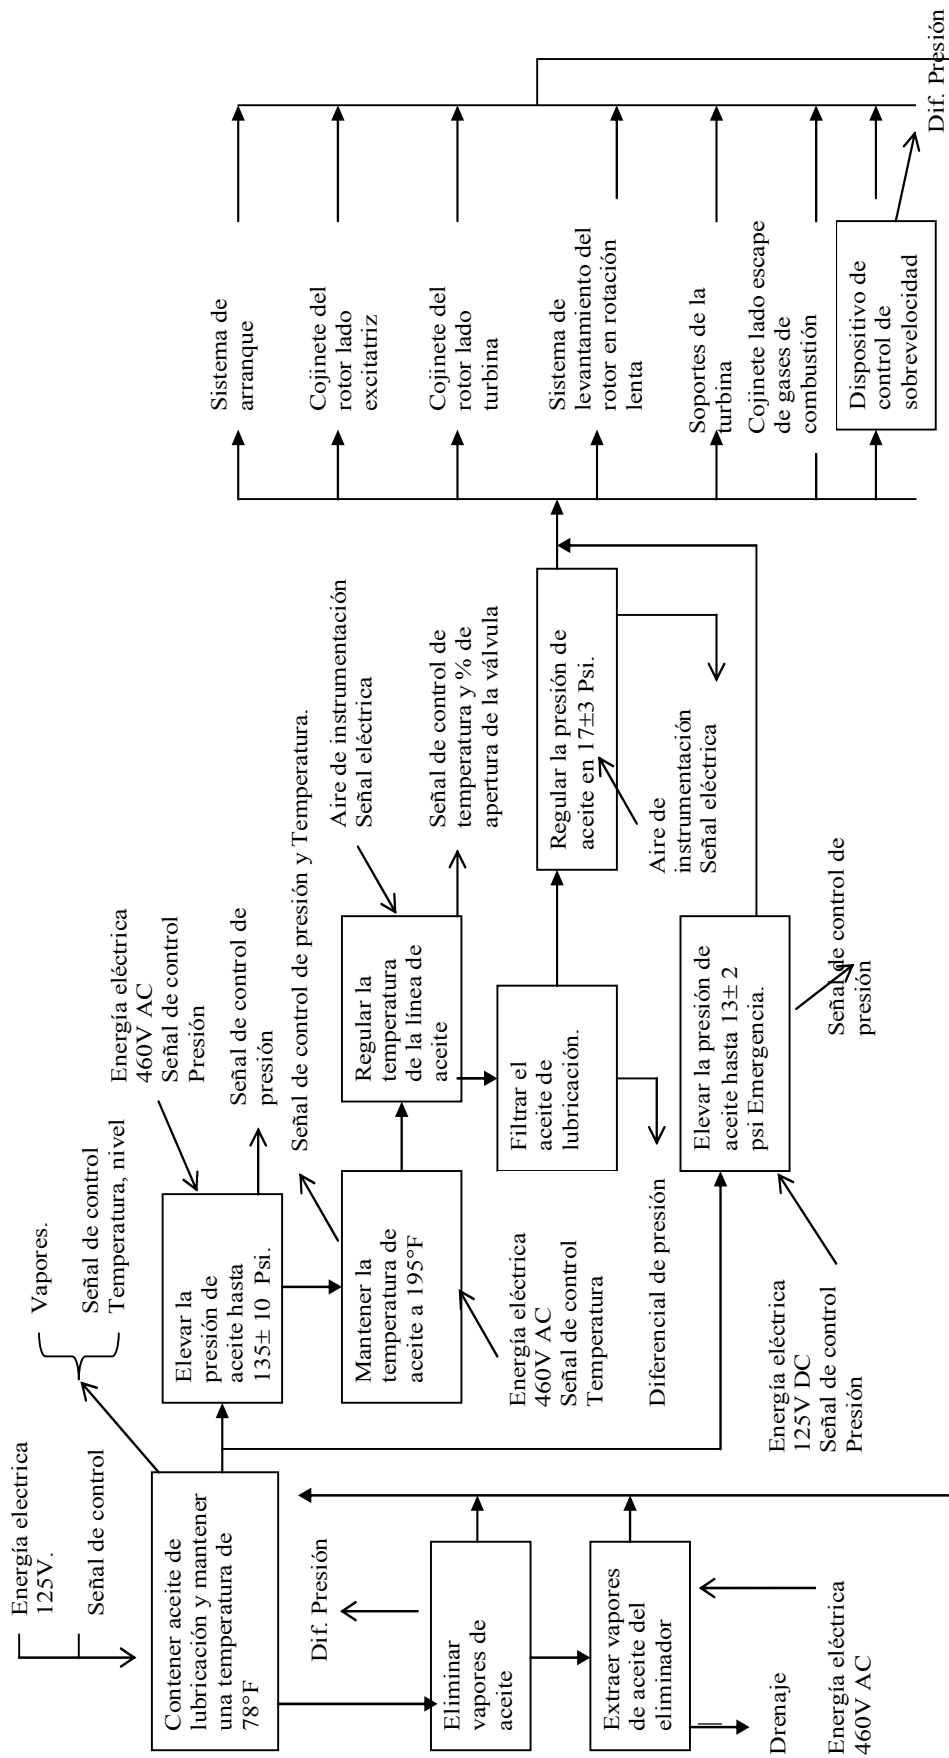 Energía electrica
125V.
Señal de control
Vapores.
Señal de control
Temperatura, nivel
Contener aceite de
lubricación y mantener
una temperatura de
78°F
Energía eléctrica
460V AC
Señal de control
Presión
Elevar la
presión de
aceite hasta
135± 10 Psi.
Señal de control de
presión
Señal de control de presión y Temperatura.
Mantener la
temperatura de
aceite a 195°F
Energía eléctrica
460V AC
Señal de control
Temperatura
Aire de instrumentación
Señal eléctrica
Regular la
temperatura
de la línea de
aceite
Señal de control de
temperatura y % de
apertura de la válvula
Filtrar el
aceite de
lubricación.
Diferencial de presión
Regular la presión de
aceite en 17±3 Psi.
Aire de
instrumentación
Señal eléctrica
Elevar la presión de
aceite hasta 13± 2
psi Emergencia.
Energía eléctrica
125V DC
Señal de control
Presión
Señal de control de
presión
Dif. Presión
Eliminar
vapores de
aceite
Extraer vapores
de aceite del
eliminador
Drenaje
Energía eléctrica
460V AC
Sistema de
arranque
Cojinete del
rotor lado
excitatriz
Cojinete del
rotor lado
turbina
Sistema de
levantamiento del
rotor en rotación
lenta
Soportes de la
turbina
Cojinete lado escape
de gases de
combustión
Dispositivo de
control de
sobrevelocidad
Dif. Presión